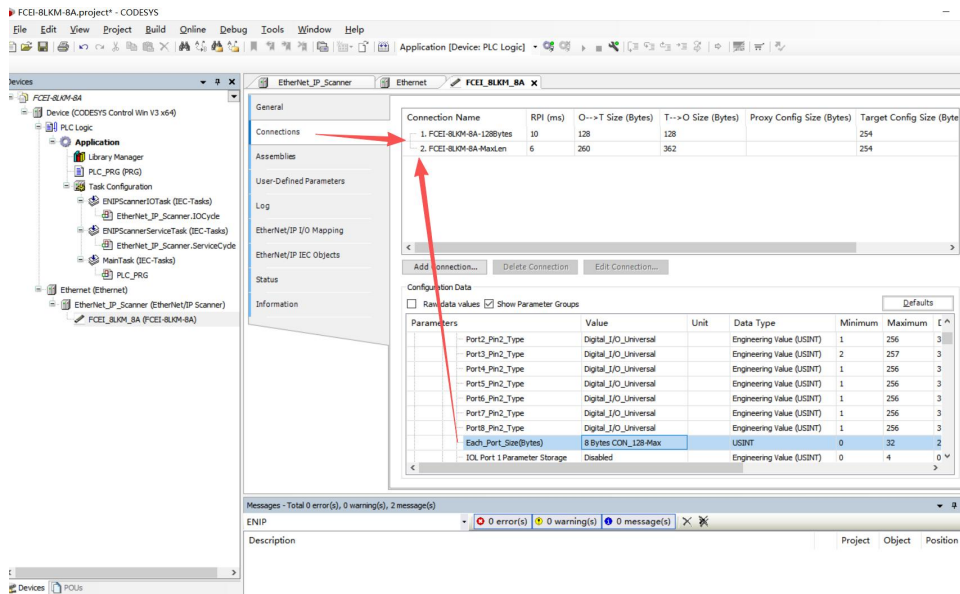 FCEI-8LKM-8A.project* - CODESYS
File Edit View Project Build Online Debug Tools Window Help
Application [Device: PLC Logic]
Devices
EtherNet_IP_Scanner Ethernet FCEI_8LKM_8A
FCEI-8LKM-8A
Device (CODESYS Control Win V3 x64)
PLC Logic
Application
Library Manager
PLC_PRG (PRG)
Task Configuration
ENIPScannerIOTask (IEC-Tasks)
EtherNet_IP_Scanner.IOCycle
ENIPScannerServiceTask (IEC-Tasks)
EtherNet_IP_Scanner.ServiceCycle
MainTask (IEC-Tasks)
PLC_PRG
Ethernet (Ethernet)
EtherNet_IP_Scanner (EtherNet/IP Scanner)
FCEI_8LKM_8A (FCEI-8LKM-8A)
General
Connections
Assemblies
User-Defined Parameters
Log
EtherNet/IP I/O Mapping
EtherNet/IP IEC Objects
Status
Information
Connection Name RPI (ms) O-->T Size (Bytes) T-->O Size (Bytes) Proxy Config Size (Bytes) Target Config Size (Byte
1. FCEI-8LKM-8A-128Bytes 10 128 128 254
2. FCEI-8LKM-8A-MaxLen 6 260 362 254
Add Connection... Delete Connection Edit Connection...
Configuration Data
Raw data values Show Parameter Groups Defaults
Parameters Value Unit Data Type Minimum Maximum
Port2_Pin2_Type Digital_I/O_Universal Engineering Value (USINT) 1 256 3
Port3_Pin2_Type Digital_I/O_Universal Engineering Value (USINT) 2 257 3
Port4_Pin2_Type Digital_I/O_Universal Engineering Value (USINT) 1 256 3
Port5_Pin2_Type Digital_I/O_Universal Engineering Value (USINT) 1 256 3
Port6_Pin2_Type Digital_I/O_Universal Engineering Value (USINT) 1 256 3
Port7_Pin2_Type Digital_I/O_Universal Engineering Value (USINT) 1 256 3
Port8_Pin2_Type Digital_I/O_Universal Engineering Value (USINT) 1 256 3
Each_Port_Size(Bytes) 8 Bytes CON_128-Max USINT 0 32 2
IOL Port 1 Parameter Storage Disabled Engineering Value (USINT) 0 4 0
Messages - Total 0 error(s), 0 warning(s), 2 message(s)
ENIP 0 error(s) 0 warning(s) 0 message(s)
Description Project Object Position
Devices POUs